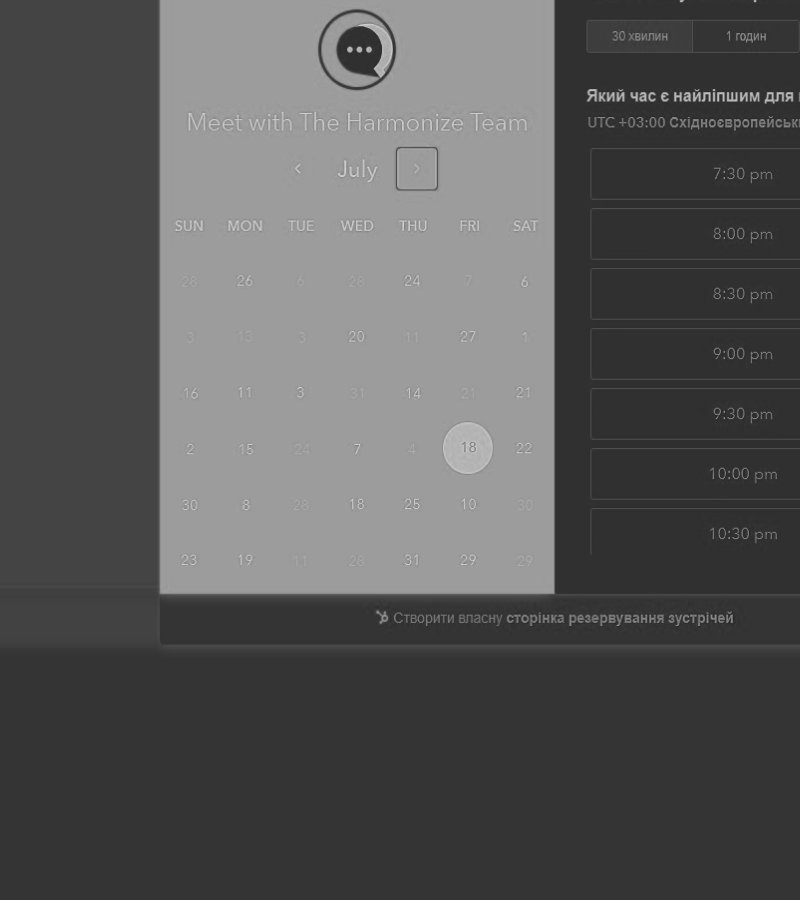 Meet with The Harmonize Team
July
SUN MON TUE WED THU FRI SAT
28 26 6 28 24 7 6
3 13 3 20 11 27 1
16 11 3 31 14 21 21
2 15 24 7 4 18 22
30 8 28 18 25 10 30
23 19 11 28 31 29 29
30 хвилин
1 годин
Який час є найліпшим для
UTC +03:00
7:30 pm
8:00 pm
8:30 pm
9:00 pm
9:30 pm
10:00 pm
10:30 pm
Створити власну сторінка резервування зустрічей